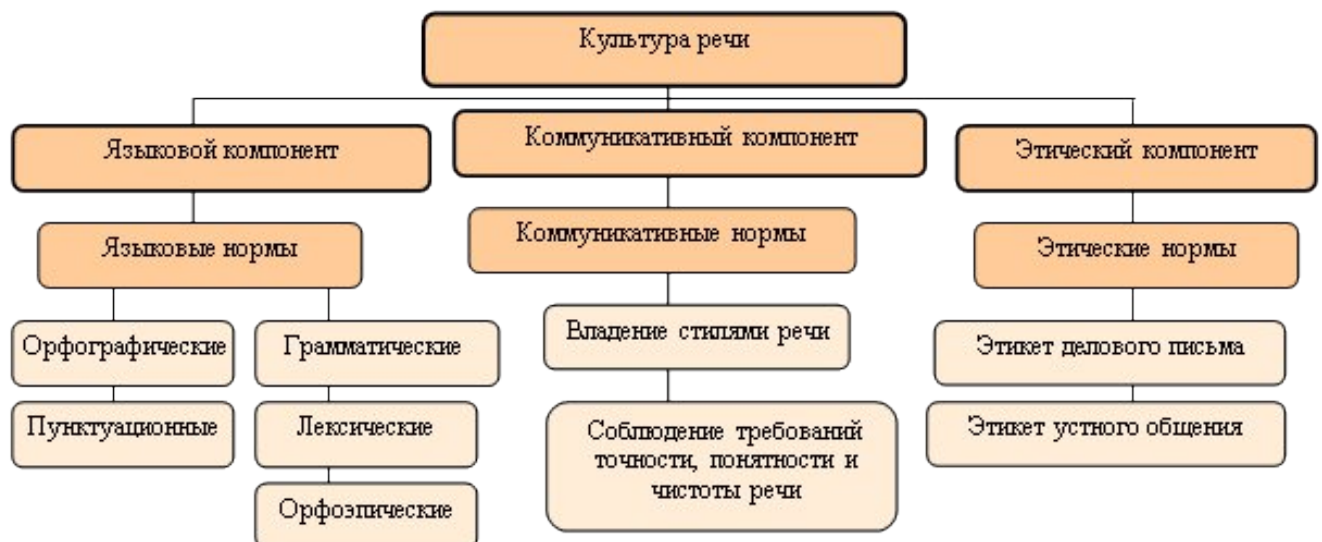 Культура речи
Языковой компонент
Коммуникативный компонент
Этический компонент
Языковые нормы
Коммуникативные нормы
Этические нормы
Орфографические
Грамматические
Владение стилями речи
Этикет делового письма
Пунктуационные
Лексические
Соблюдение требований
точности, понятности и
чистоты речи
Этикет устного общения
Орфоэпические